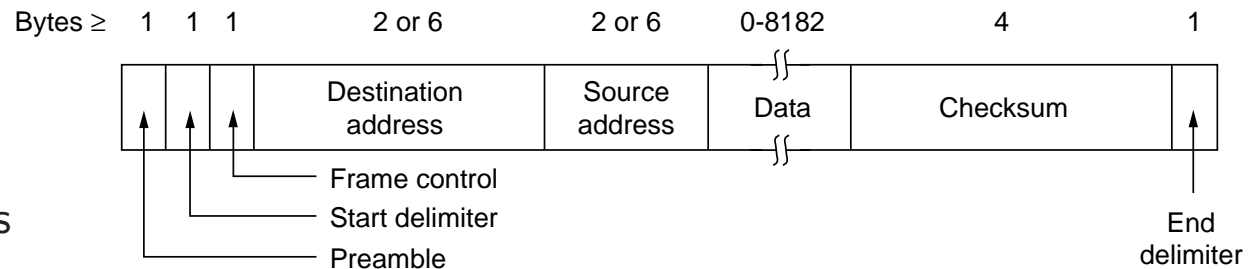 Bytes ≥ 1 1 1 2 or 6 2 or 6 0-8182 4 1
Destination
address
Source
address
Data
Checksum
Frame control
Start delimiter
Preamble
End
delimiter
s